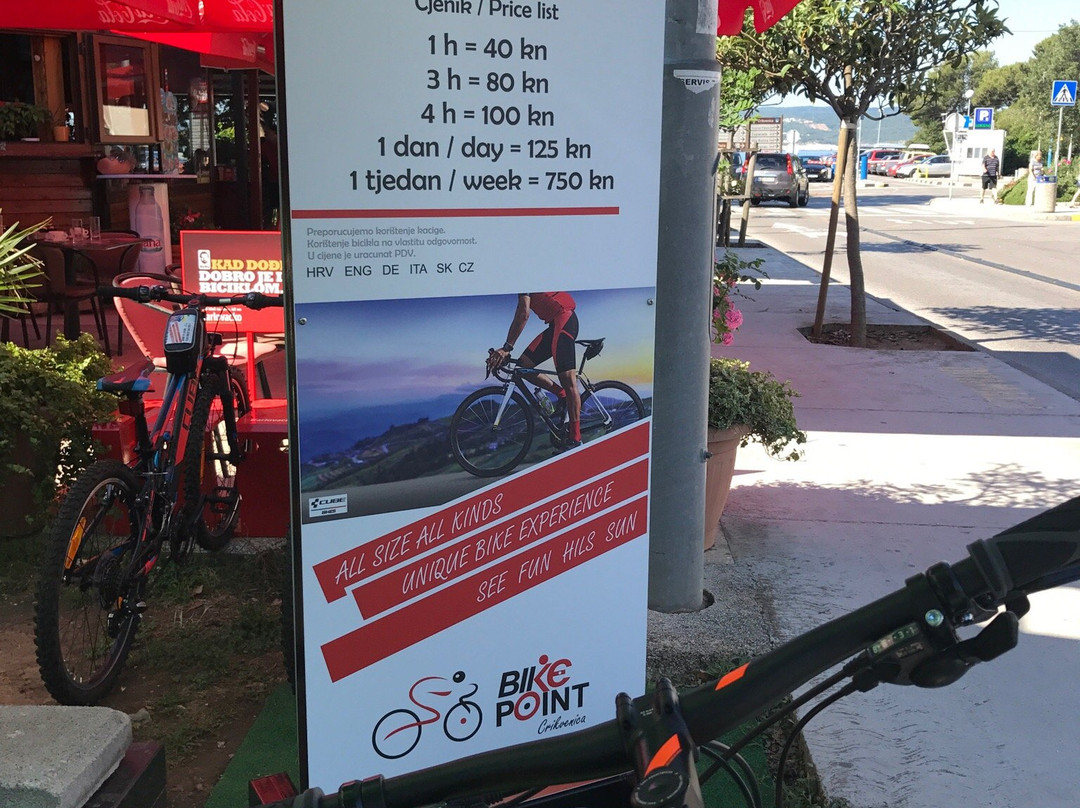 Cjenik / Price list
1 h = 40 kn
3 h = 80 kn
4 h = 100 kn
1 dan / day = 125 kn
1 tjedan / week = 750 kn
Preporucujemo korištenje kacige.
Korištenje bicikla na vlastitu odgovornost.
U cijene je uracunat PDV.
HRV ENG DE ITA SK CZ
CUBE
ALL SIZE ALL KINDS
UNIQUE BIKE EXPERIENCE
SEE FUN HILS SUN
BIKE
POINT
Crikvenica
KAD DOĐ
DOBRO JE I
BICIKLOM
SERVIS
P